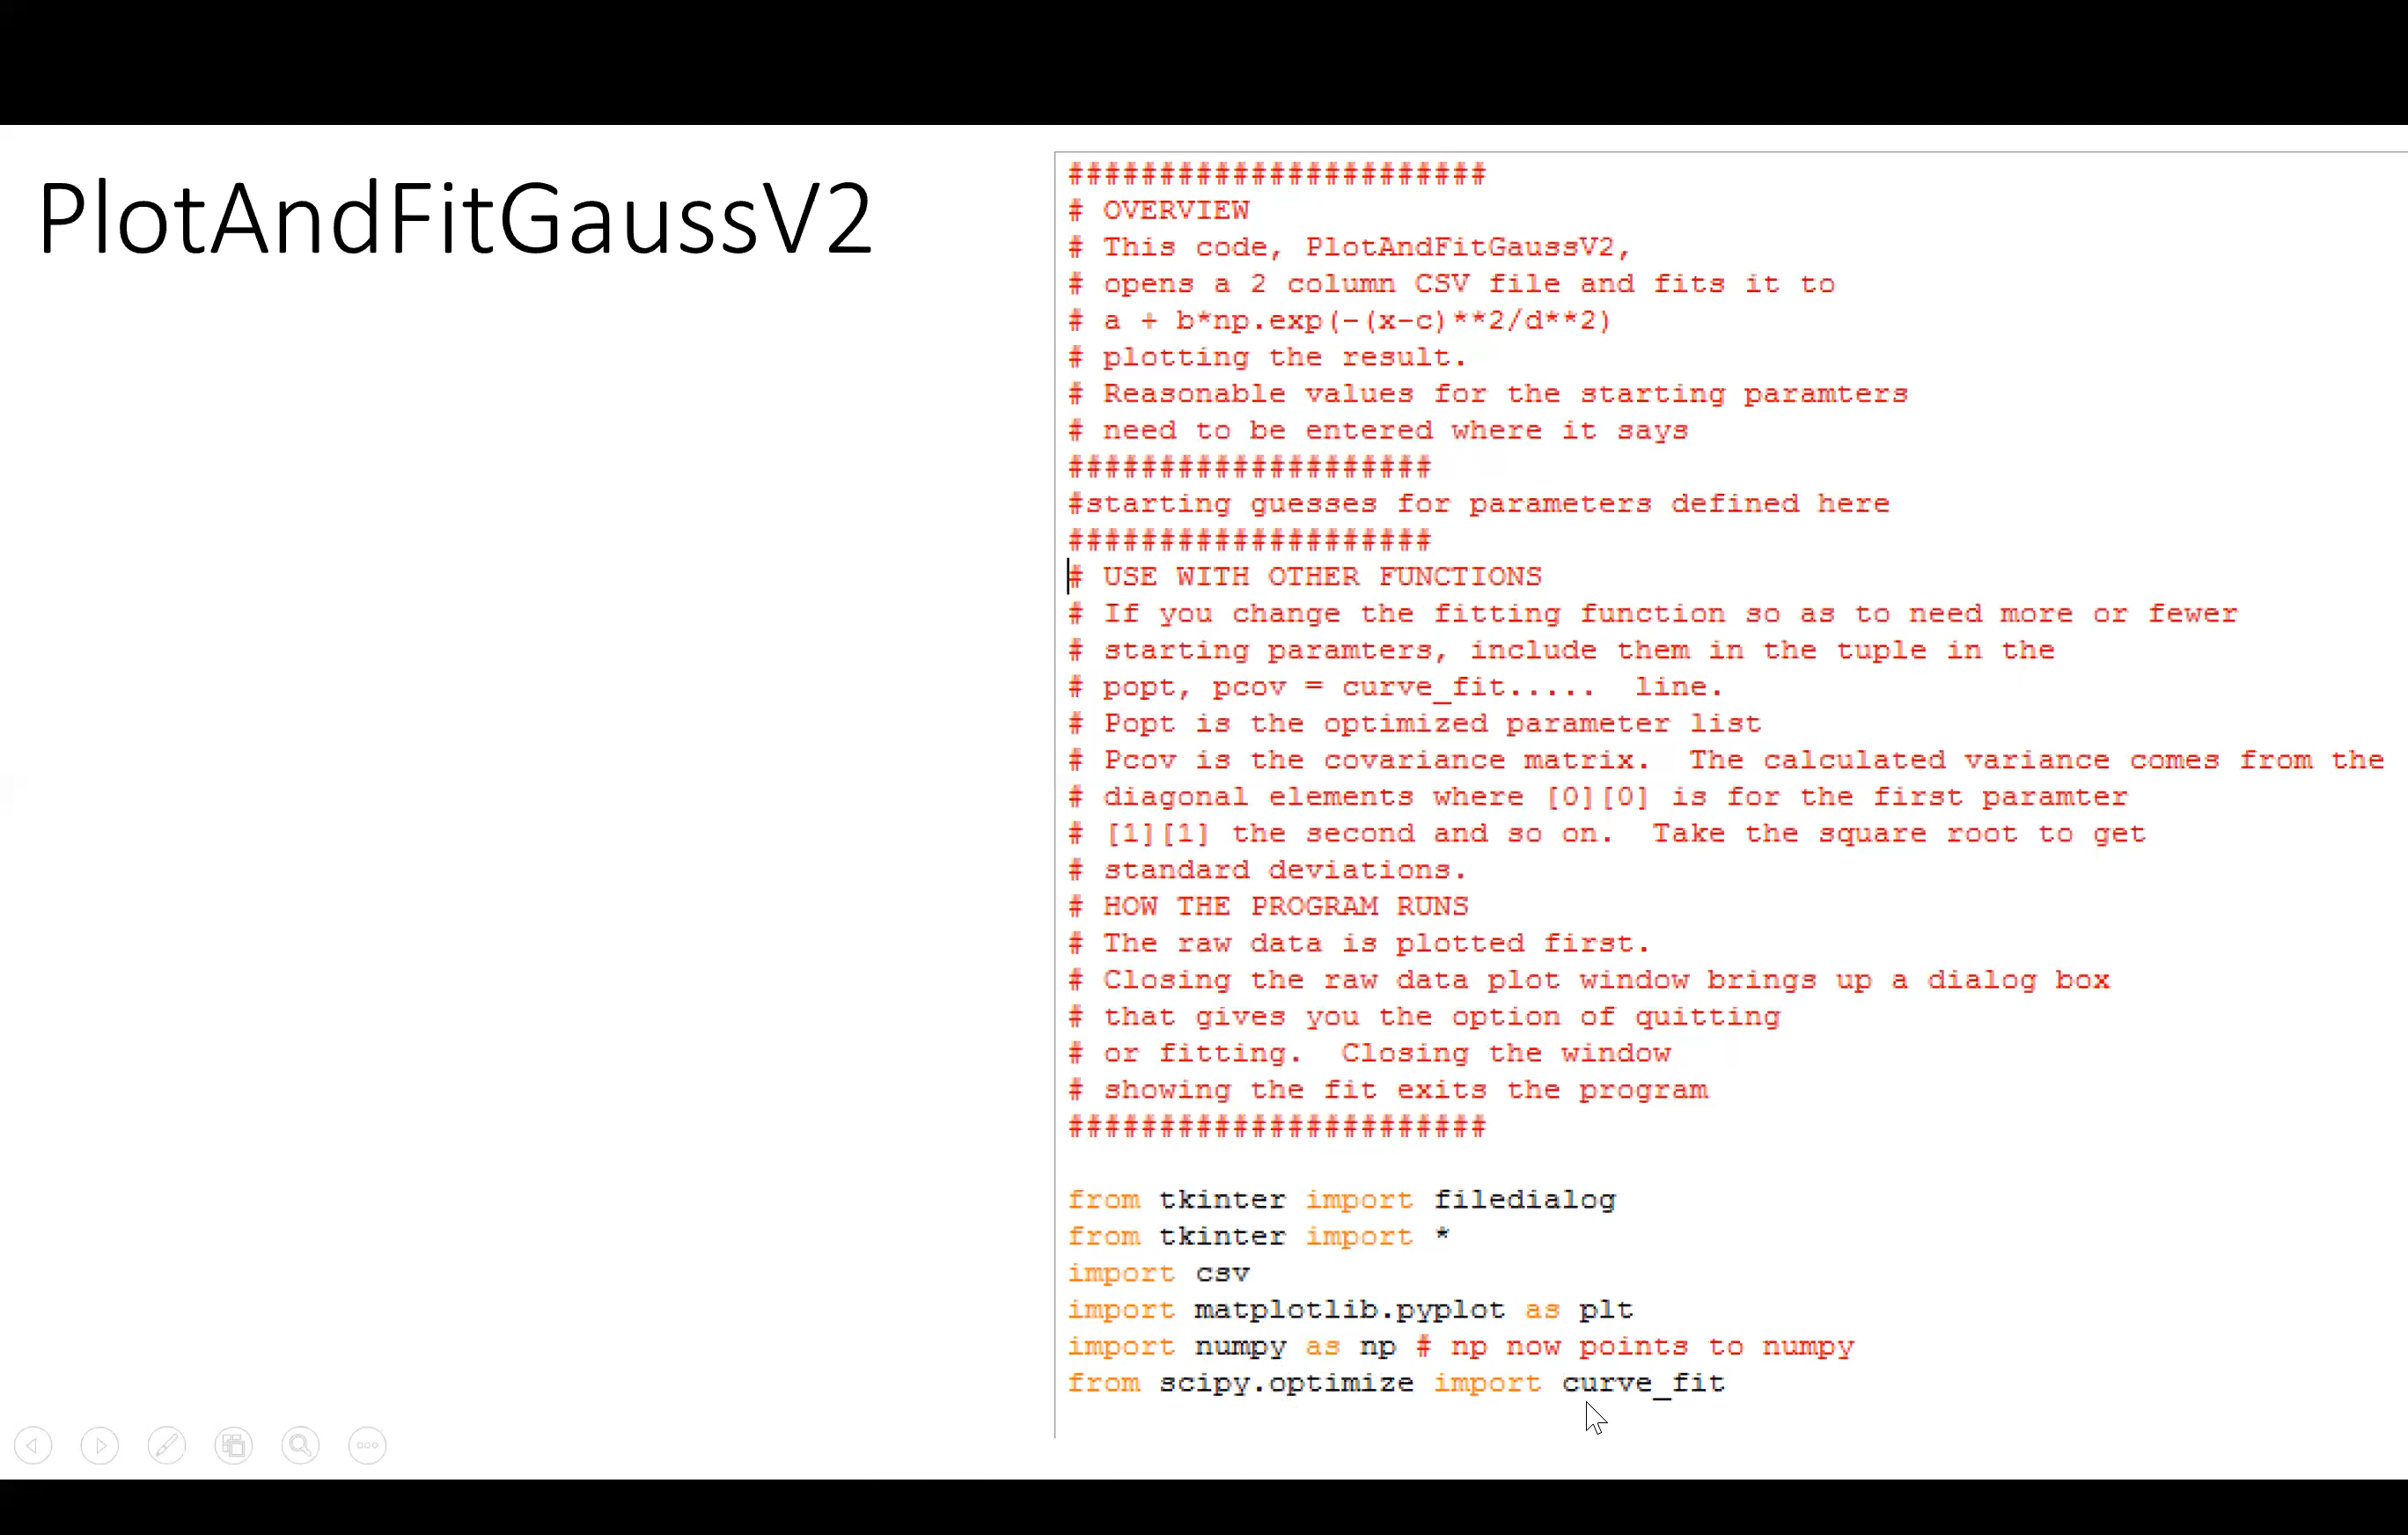 PlotAndFitGaussV2
#######################
# OVERVIEW
# This code, PlotAndFitGaussV2,
# opens a 2 column CSV file and fits it to
# a + b*np.exp(-(x-c)**2/d**2)
# plotting the result.
# Reasonable values for the starting paramters
# need to be entered where it says
####################
#starting guesses for parameters defined here
####################
# USE WITH OTHER FUNCTIONS
# If you change the fitting function so as to need more or fewer
# starting paramters, include them in the tuple in the
# popt, pcov = curve_fit.....  line.
# Popt is the optimized parameter list
# Pcov is the covariance matrix.  The calculated variance comes from the
# diagonal elements where [0][0] is for the first paramter
# [1][1] the second and so on.  Take the square root to get
# standard deviations.
# HOW THE PROGRAM RUNS
# The raw data is plotted first.
# Closing the raw data plot window brings up a dialog box
# that gives you the option of quitting
# or fitting.  Closing the window
# showing the fit exits the program
#######################
from tkinter import filedialog
from tkinter import *
import csv
import matplotlib.pyplot as plt
import numpy as np # np now points to numpy
from scipy.optimize import curve_fit